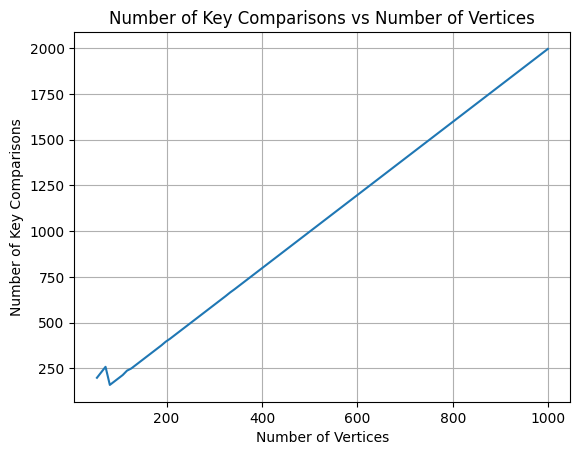 Number of Key Comparisons vs Number of Vertices
2000
1750
1500
1250
1000
750
500
250
Number of Key Comparisons
200 400 600 800 1000
Number of Vertices